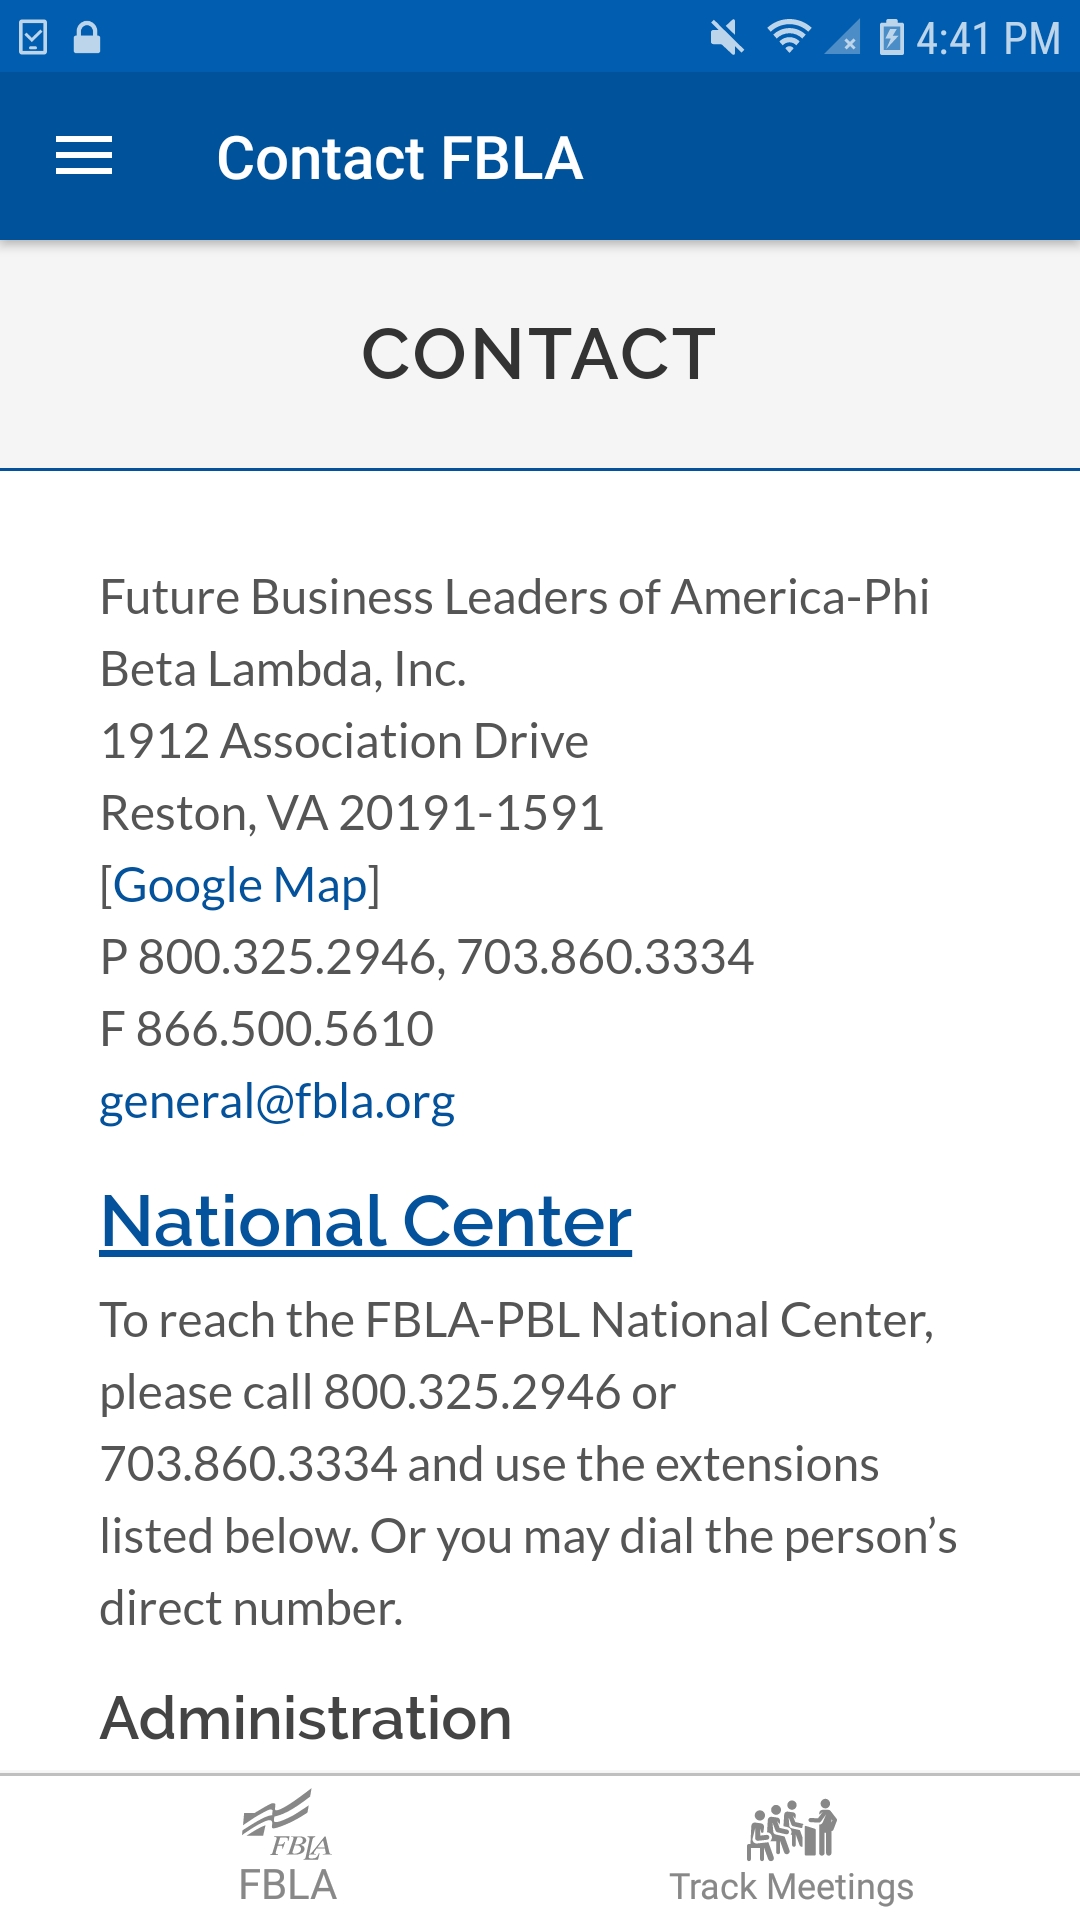 4:41 PM
Contact FBLA
CONTACT
Future Business Leaders of America-Phi
Beta Lambda, Inc.
1912 Association Drive
Reston, VA 20191-1591
[Google Map]
P 800.325.2946, 703.860.3334
F 866.500.5610
general@fbla.org
National Center
To reach the FBLA-PBL National Center,
please call 800.325.2946 or
703.860.3334 and use the extensions
listed below. Or you may dial the person’s
direct number.
Administration
FBLA
FBLA
Track Meetings